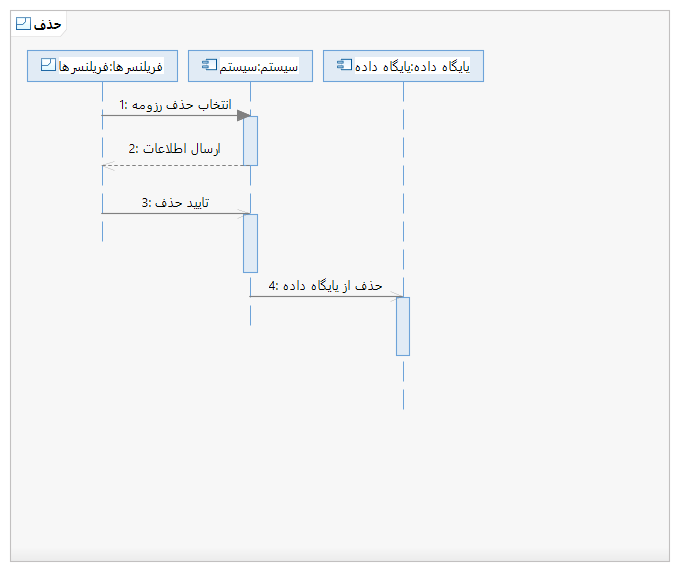 حذف
فریلنسرها:فریلنسرها
سیستم:سیستم
پایگاه داده:پایگاه داده
1: انتخاب حذف رزومه
2: ارسال اطلاعات
3: تایید حذف
4: حذف از پایگاه داده